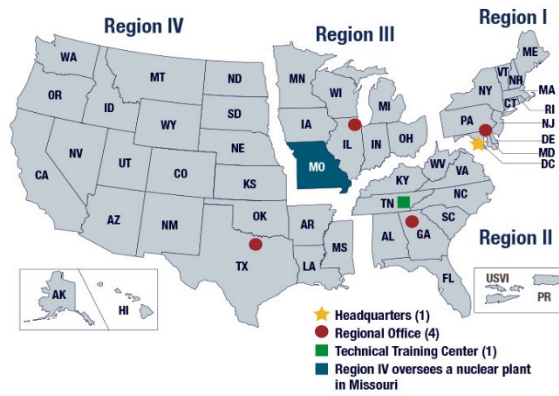 Region IV
Region III
Region I
WA
MT
ND
MN
ME
VT
NH
OR
ID
SD
WI
MI
NY
MA
WY
CT
RI
NV
NE
IA
PA
NJ
UT
CO
IL
IN
OH
DE
MD
CA
KS
MO
WV
VA
DC
KY
AZ
NM
OK
AR
TN
NC
SC
TX
LA
MS
AL
GA
Region II
FL
AK
HI
USVI
PR
Headquarters (1)
Regional Office (4)
Technical Training Center (1)
Region IV oversees a nuclear plant
in Missouri